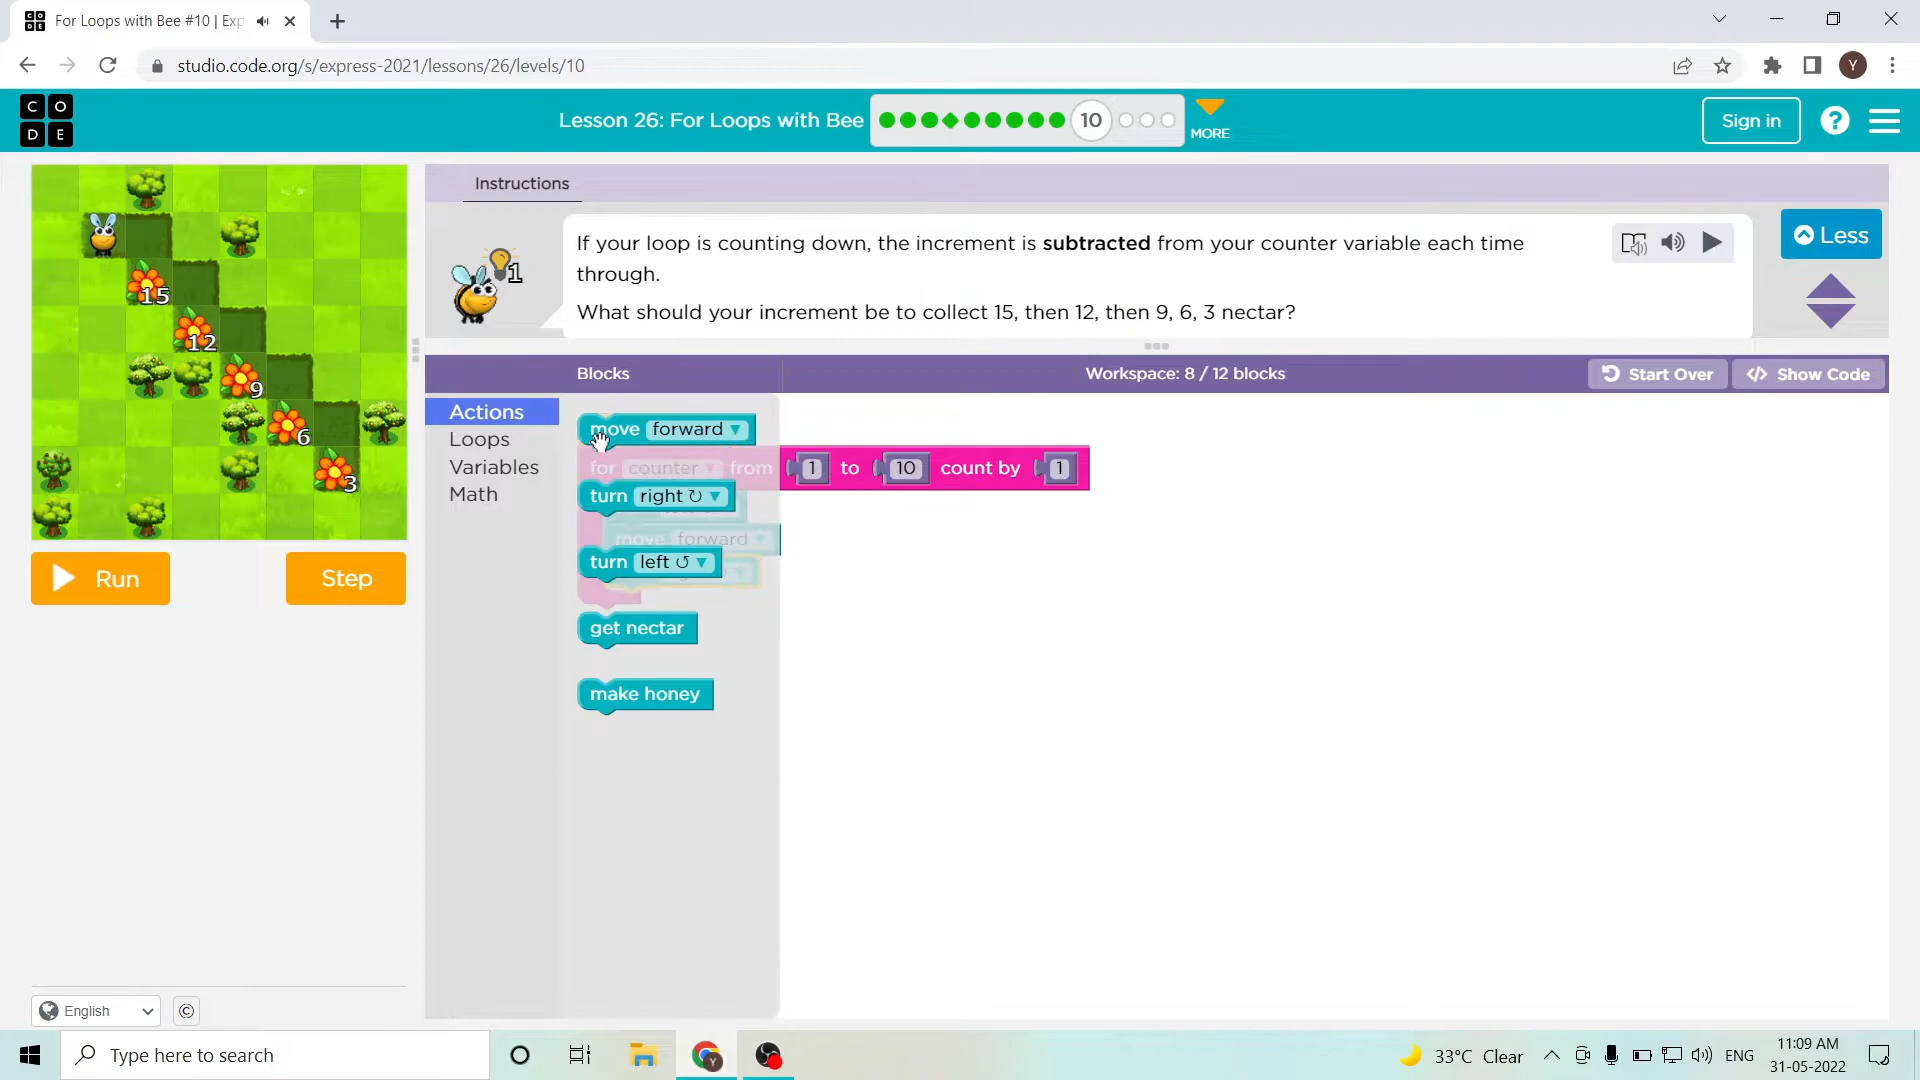 For Loops with Bee #10 | Exp
studio.code.org/s/express-2021/lessons/26/levels/10
Y
C O
D E
Lesson 26: For Loops with Bee
10
MORE
Sign in
?
Instructions
1
If your loop is counting down, the increment is subtracted from your counter variable each time
through.
What should your increment be to collect 15, then 12, then 9, 6, 3 nectar?
Less
15
12
9
6
3
Run
Step
Blocks
Workspace: 8 / 12 blocks
Start Over
Show Code
Actions
Loops
Variables
Math
move forward
for counter from 1 to 10 count by 1
turn right
move forward
turn left
get nectar
make honey
English
©
Type here to search
33°C Clear
ENG
11:09 AM
31-05-2022